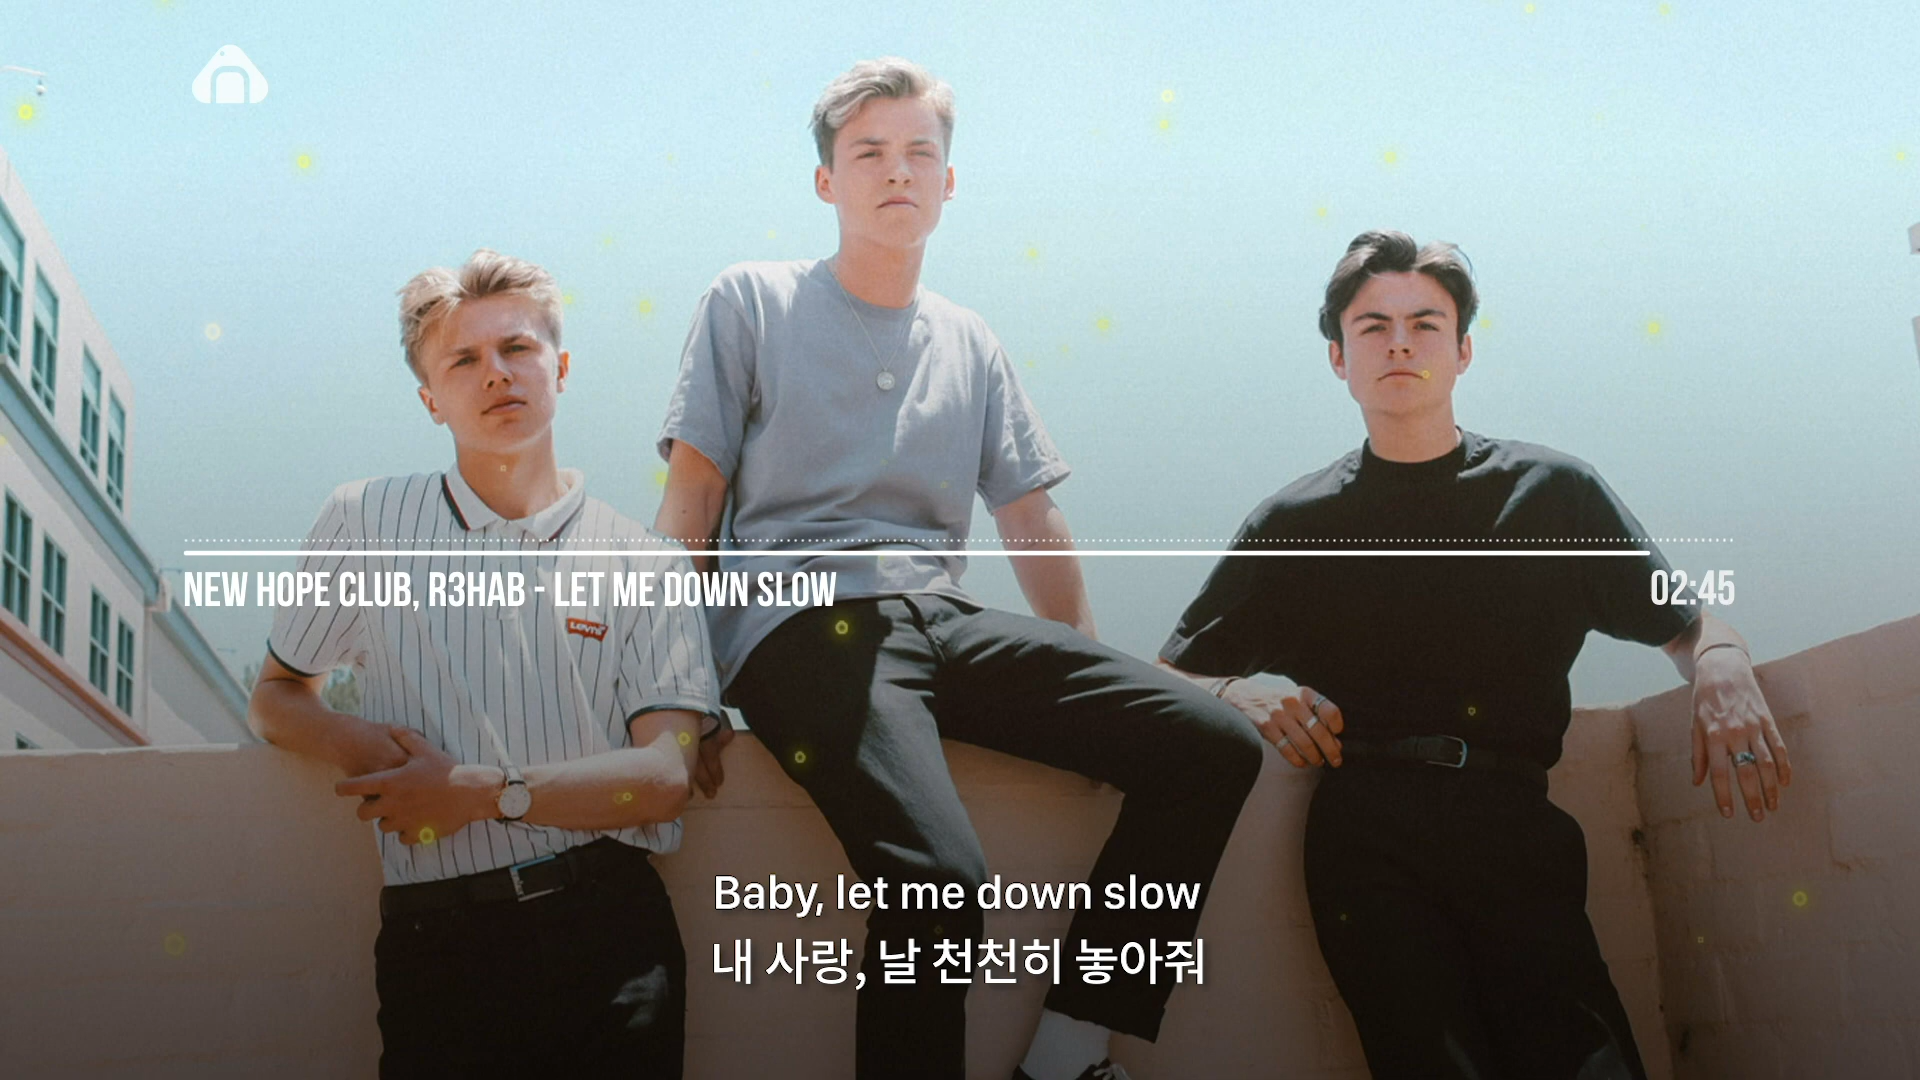 NEW HOPE CLUB, R3HAB - LET ME DOWN SLOW
02:45
Levi's
Baby, let me down slow
내 사랑, 날 천천히 놓아줘